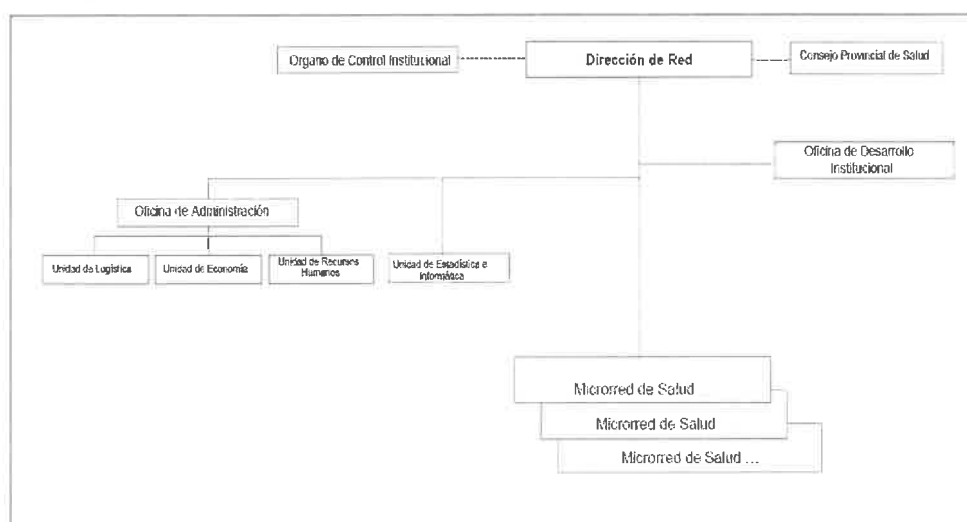 Organo de Control Institucional
Dirección de Red
Consejo Provincial de Salud
Oficina de Desarrollo
Institucional
Oficina de Administración
Unidad de Logística
Unidad de Economía
Unidad de Recursos
Humanos
Unidad de Estadística e
Informática
Microrred de Salud
Microrred de Salud
Microrred de Salud ...